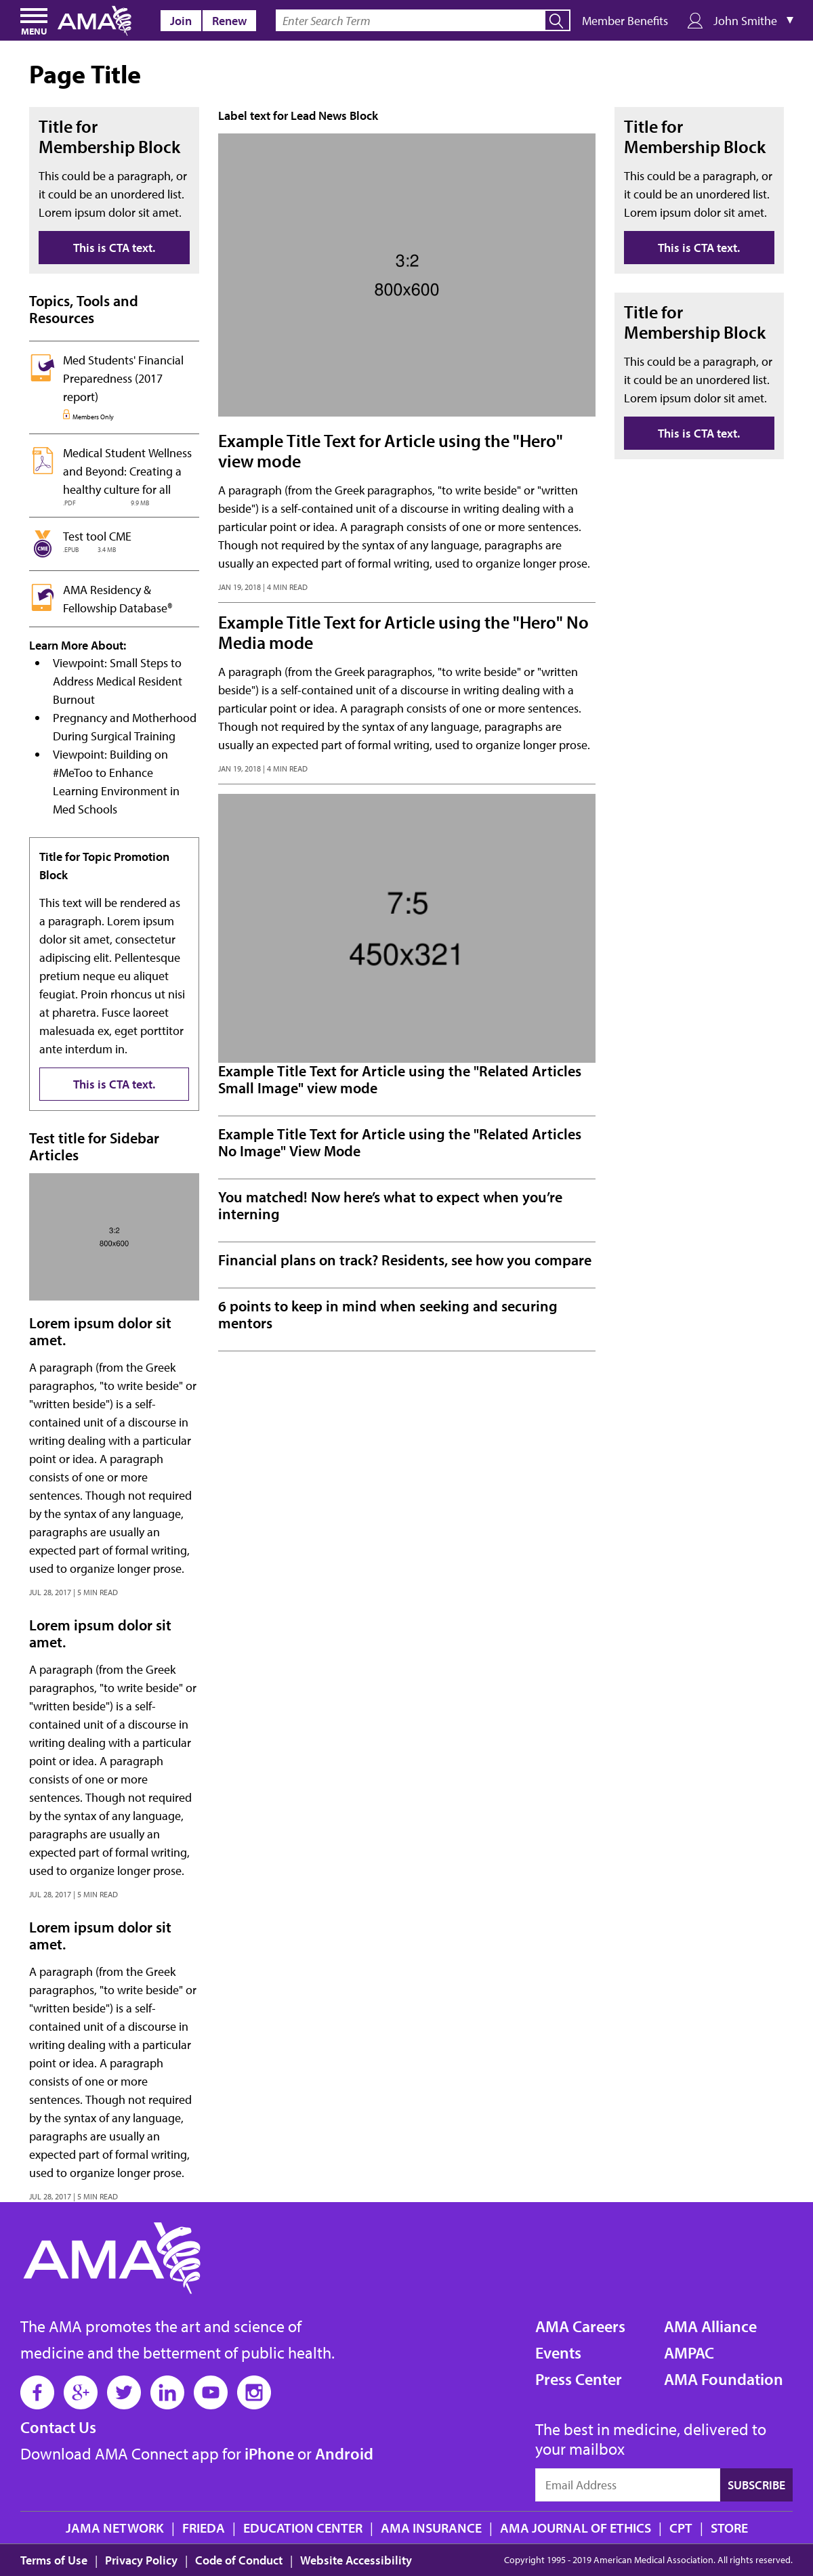 MENU
AMA
Join
Renew
Enter Search Term
Member Benefits
John Smithe
Page Title
Title for
Membership Block
This could be a paragraph, or
it could be an unordered list.
Lorem ipsum dolor sit amet.
This is CTA text.
Topics, Tools and
Resources
Med Students' Financial
Preparedness (2017
report)
Members Only
Medical Student Wellness
and Beyond: Creating a
healthy culture for all
.PDF 9.9 MB
CME
Test tool CME
.EPUB 3.4 MB
AMA Residency &
Fellowship Database®
Learn More About:
• Viewpoint: Small Steps to
Address Medical Resident
Burnout
• Pregnancy and Motherhood
During Surgical Training
• Viewpoint: Building on
#MeToo to Enhance
Learning Environment in
Med Schools
Title for Topic Promotion
Block
This text will be rendered as
a paragraph. Lorem ipsum
dolor sit amet, consectetur
adipiscing elit. Pellentesque
pretium neque eu aliquet
feugiat. Proin rhoncus ut nisi
at pharetra. Fusce laoreet
malesuada ex, eget porttitor
ante interdum in.
This is CTA text.
Test title for Sidebar
Articles
3:2
800x600
Lorem ipsum dolor sit
amet.
A paragraph (from the Greek
paragraphos, "to write beside" or
"written beside") is a self-
contained unit of a discourse in
writing dealing with a particular
point or idea. A paragraph
consists of one or more
sentences. Though not required
by the syntax of any language,
paragraphs are usually an
expected part of formal writing,
used to organize longer prose.
JUL 28, 2017 | 5 MIN READ
Lorem ipsum dolor sit
amet.
A paragraph (from the Greek
paragraphos, "to write beside" or
"written beside") is a self-
contained unit of a discourse in
writing dealing with a particular
point or idea. A paragraph
consists of one or more
sentences. Though not required
by the syntax of any language,
paragraphs are usually an
expected part of formal writing,
used to organize longer prose.
JUL 28, 2017 | 5 MIN READ
Lorem ipsum dolor sit
amet.
A paragraph (from the Greek
paragraphos, "to write beside" or
"written beside") is a self-
contained unit of a discourse in
writing dealing with a particular
point or idea. A paragraph
consists of one or more
sentences. Though not required
by the syntax of any language,
paragraphs are usually an
expected part of formal writing,
used to organize longer prose.
JUL 28, 2017 | 5 MIN READ
Label text for Lead News Block
3:2
800x600
Example Title Text for Article using the "Hero"
view mode
A paragraph (from the Greek paragraphos, "to write beside" or "written
beside") is a self-contained unit of a discourse in writing dealing with a
particular point or idea. A paragraph consists of one or more sentences.
Though not required by the syntax of any language, paragraphs are
usually an expected part of formal writing, used to organize longer prose.
JAN 19, 2018 | 4 MIN READ
Example Title Text for Article using the "Hero" No
Media mode
A paragraph (from the Greek paragraphos, "to write beside" or "written
beside") is a self-contained unit of a discourse in writing dealing with a
particular point or idea. A paragraph consists of one or more sentences.
Though not required by the syntax of any language, paragraphs are
usually an expected part of formal writing, used to organize longer prose.
JAN 19, 2018 | 4 MIN READ
7:5
450x321
Example Title Text for Article using the "Related Articles
Small Image" view mode
Example Title Text for Article using the "Related Articles
No Image" View Mode
You matched! Now here’s what to expect when you’re
interning
Financial plans on track? Residents, see how you compare
6 points to keep in mind when seeking and securing
mentors
Title for
Membership Block
This could be a paragraph, or
it could be an unordered list.
Lorem ipsum dolor sit amet.
This is CTA text.
Title for
Membership Block
This could be a paragraph, or
it could be an unordered list.
Lorem ipsum dolor sit amet.
This is CTA text.
AMA
The AMA promotes the art and science of
medicine and the betterment of public health.
Contact Us
Download AMA Connect app for iPhone or Android
AMA Careers
Events
Press Center
AMA Alliance
AMPAC
AMA Foundation
The best in medicine, delivered to
your mailbox
Email Address
SUBSCRIBE
JAMA NETWORK | FRIEDA | EDUCATION CENTER | AMA INSURANCE | AMA JOURNAL OF ETHICS | CPT | STORE
Terms of Use | Privacy Policy | Code of Conduct | Website Accessibility
Copyright 1995 - 2019 American Medical Association. All rights reserved.